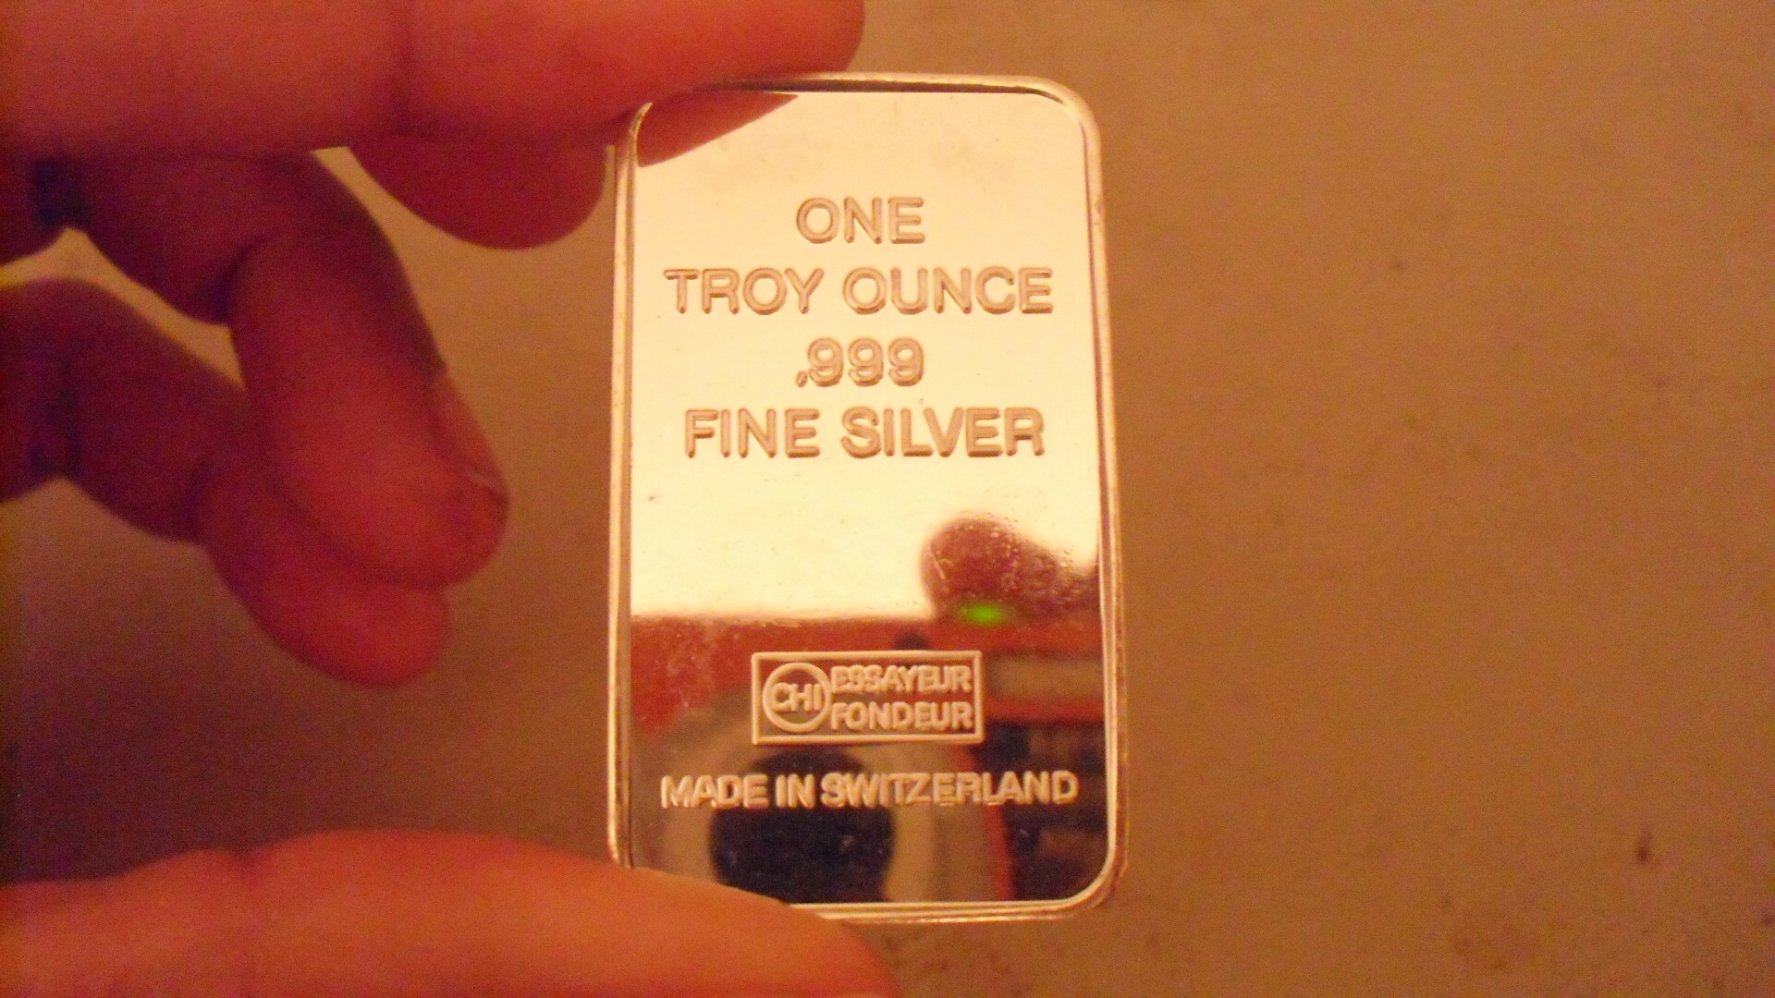 ONE
TROY OUNCE
.999
FINE SILVER
CHI ESSAYEUR
FONDEUR
MADE IN SWITZERLAND